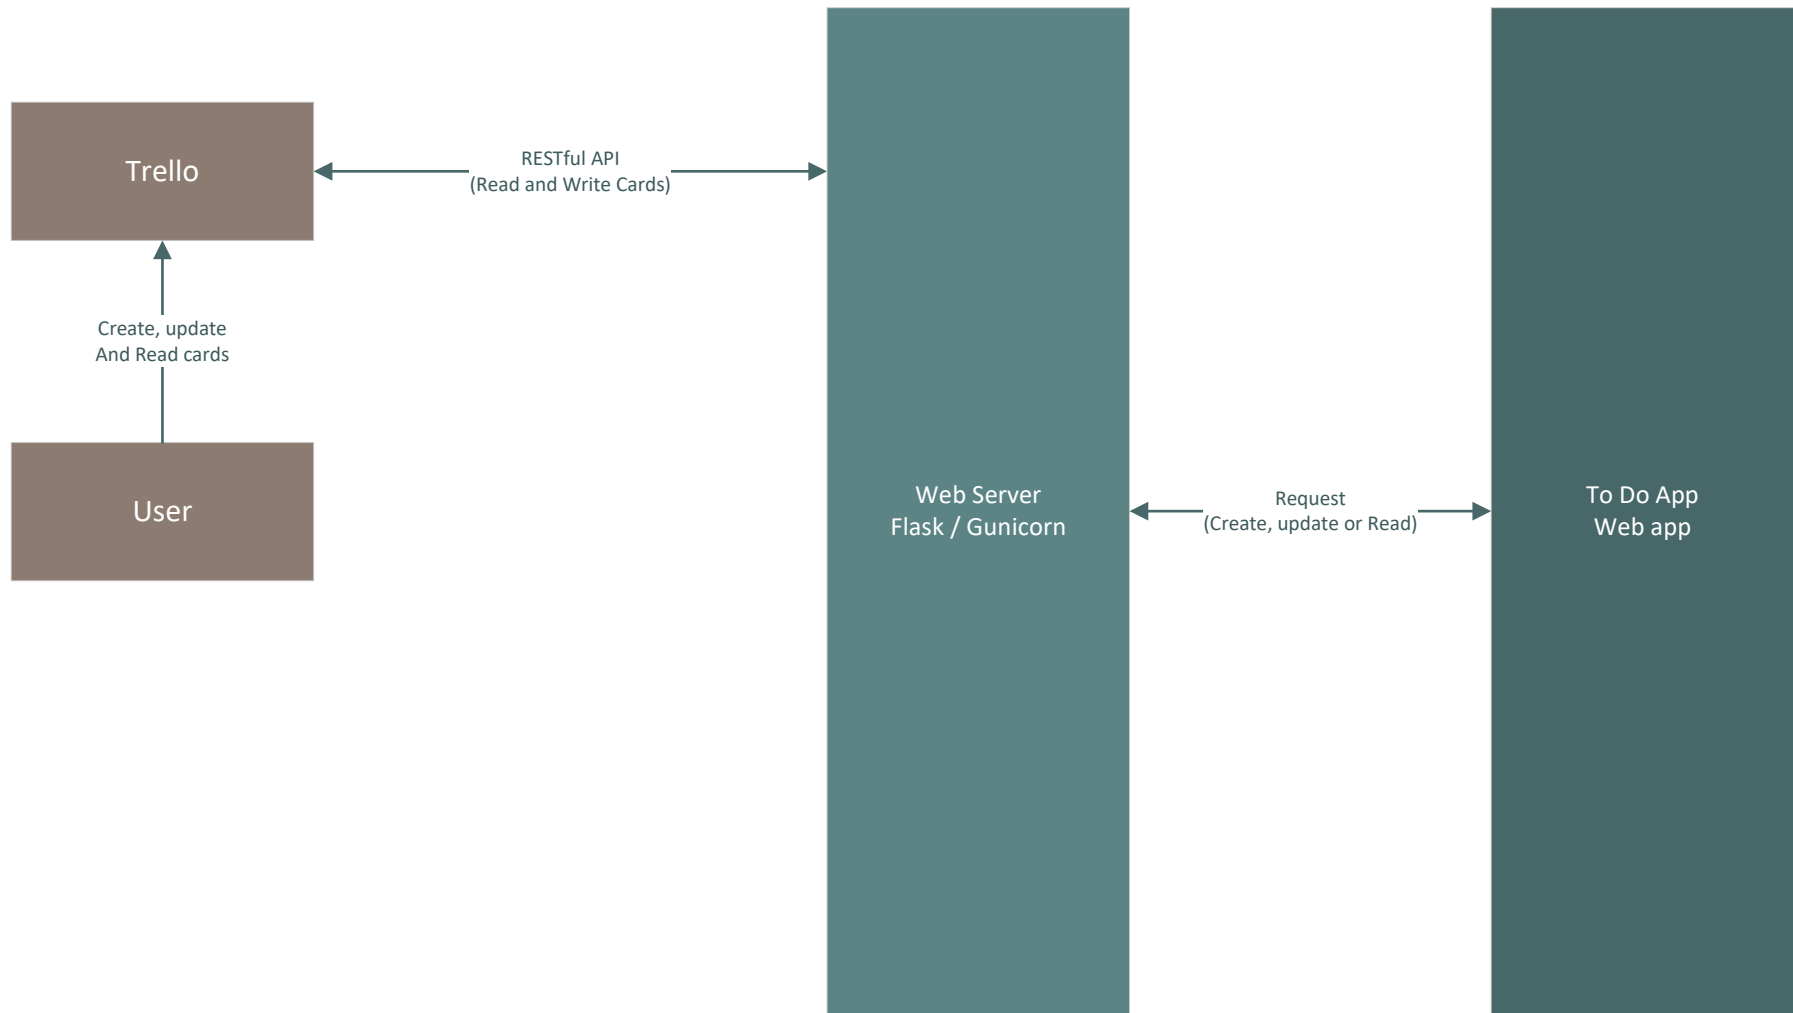 Trello
RESTful API
(Read and Write Cards)
Create, update
And Read cards
User
Web Server
Flask / Gunicorn
Request
(Create, update or Read)
To Do App
Web app